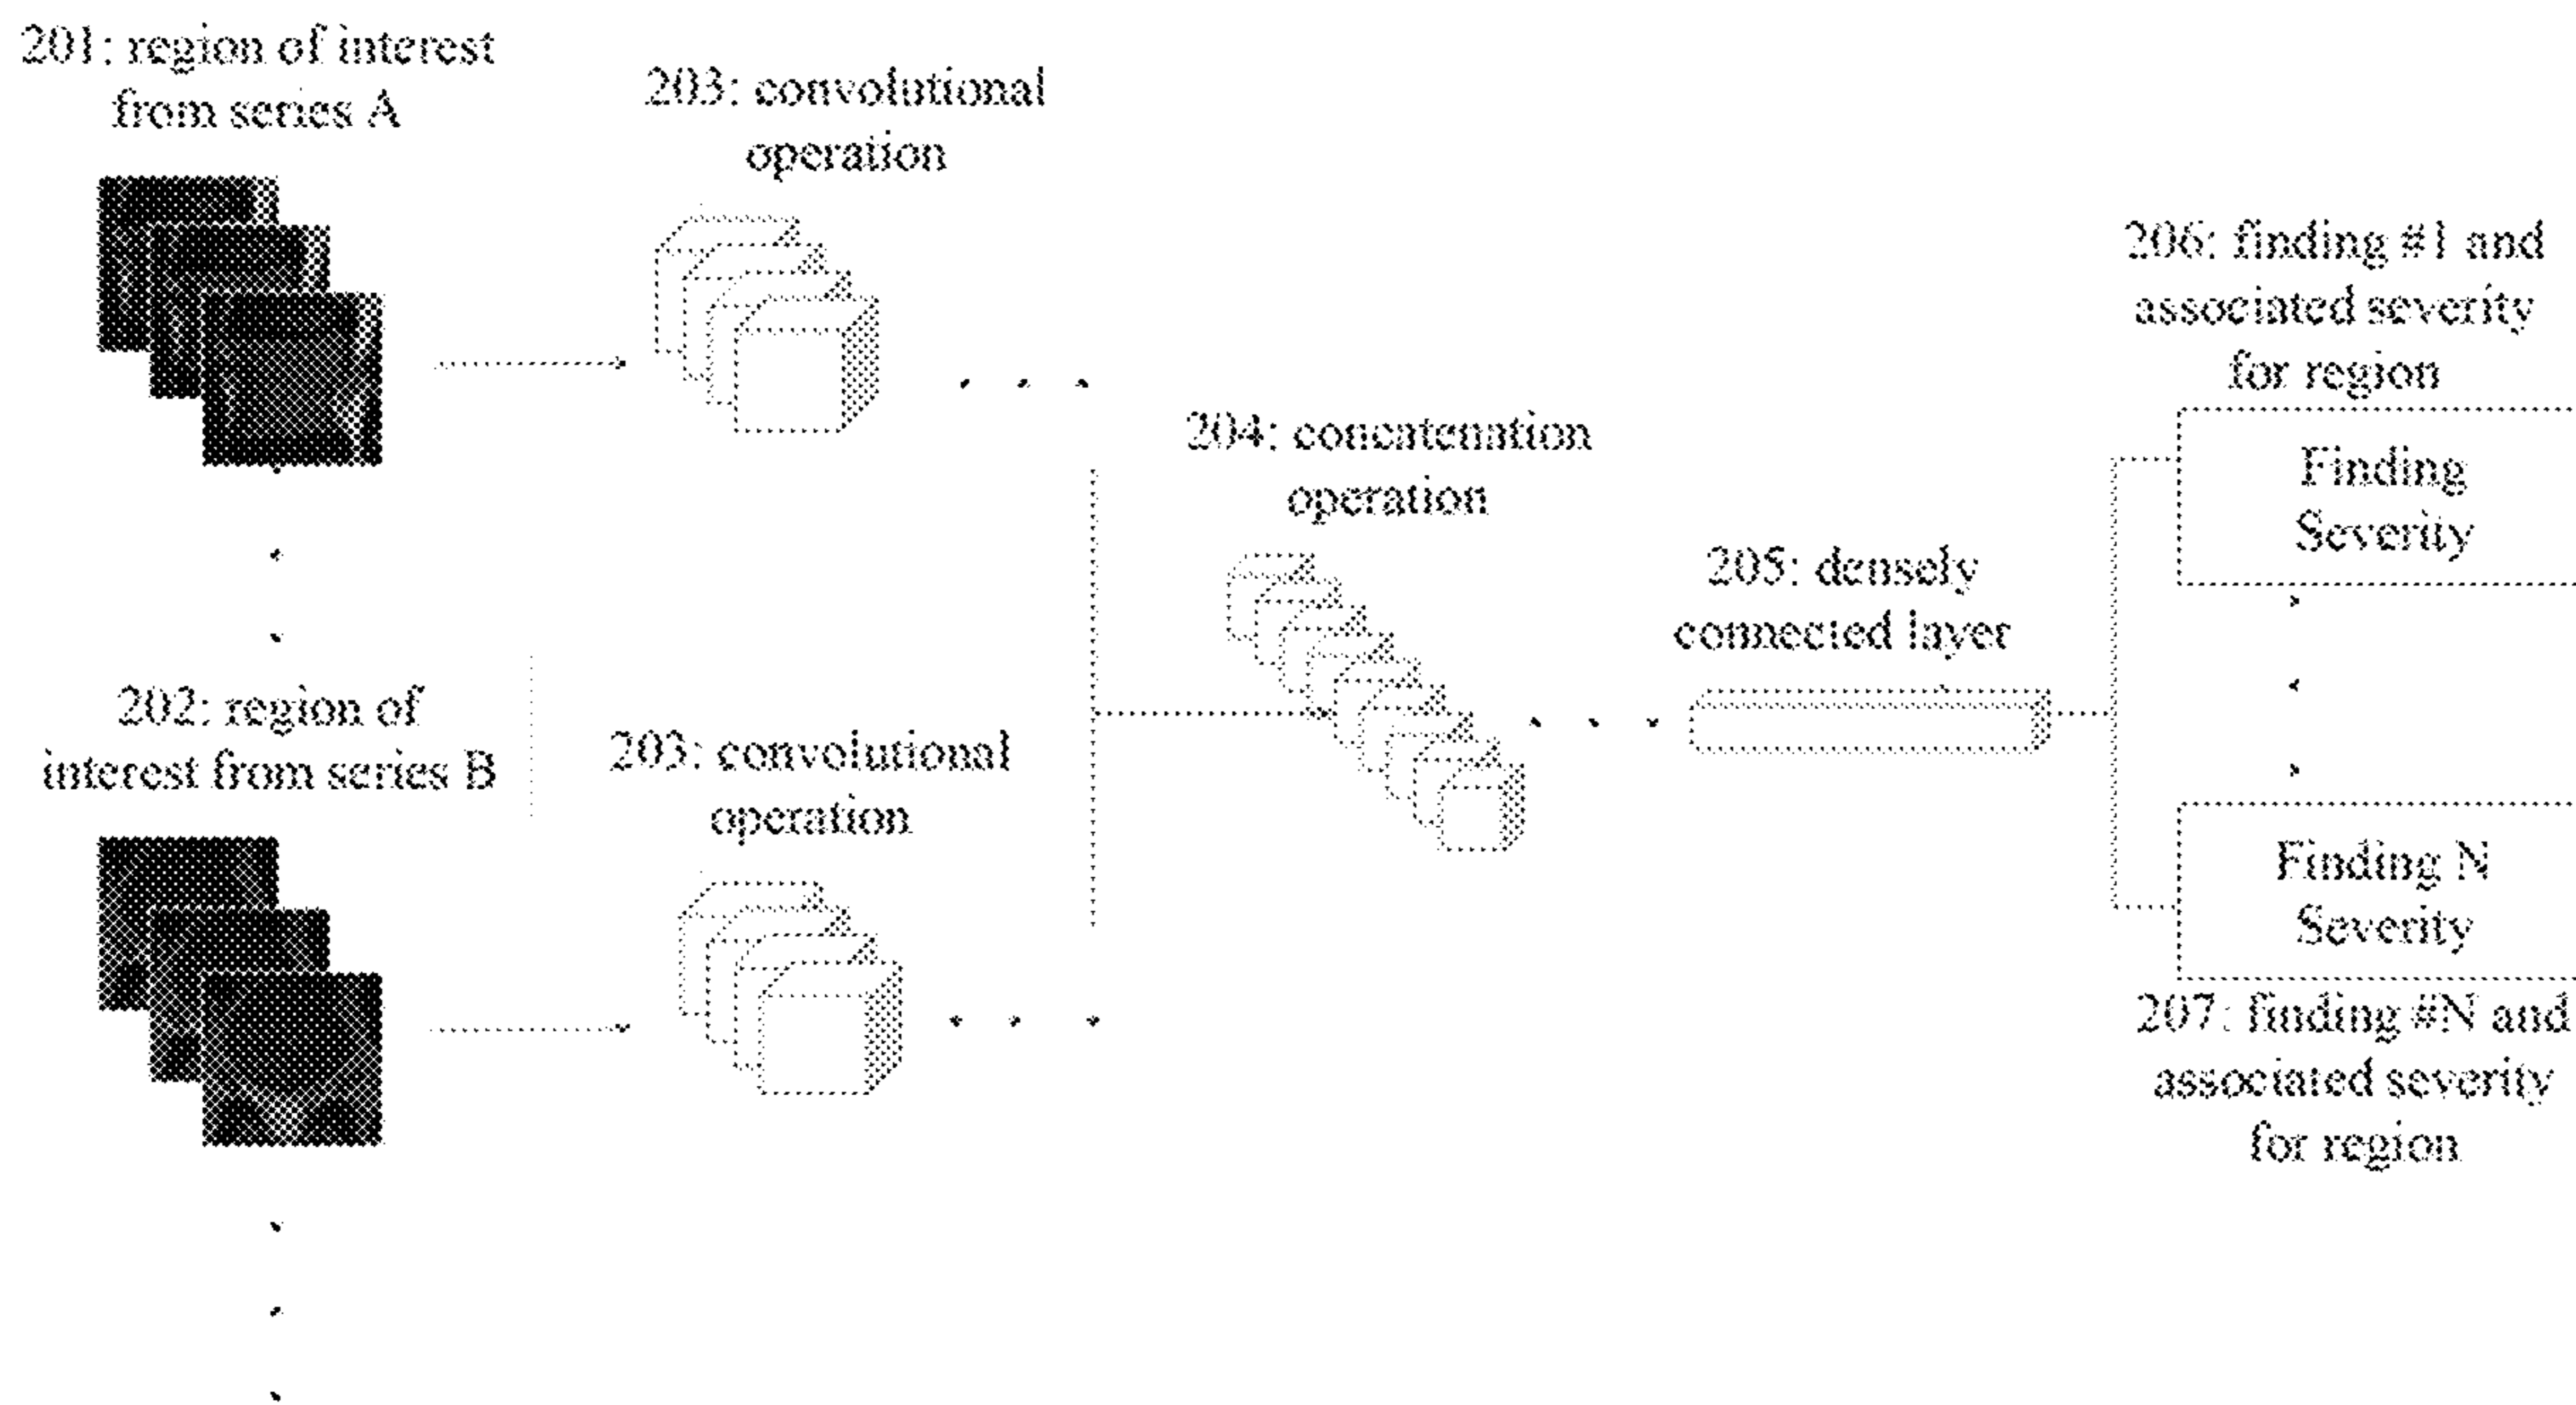 201: region of interest
from series A
203: convolutional
operation
204: concatenation
operation
205: densely
connected layer
206: finding #1 and
associated severity
for region
Finding
Severity
202: region of
interest from series B
203: convolutional
operation
Finding N
Severity
207: finding #N and
associated severity
for region